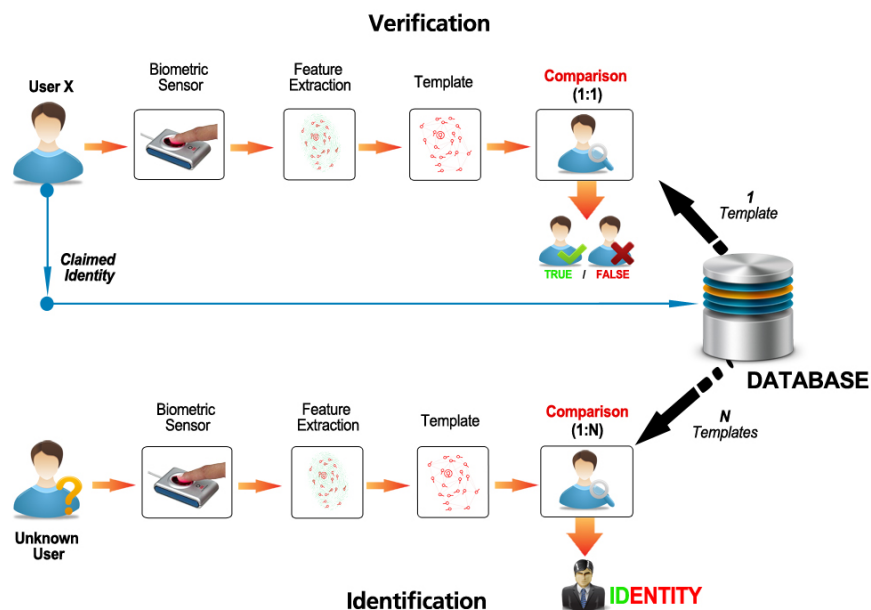 Verification
User X
Biometric
Sensor
Feature
Extraction
Template
Comparison
(1:1)
TRUE / FALSE
1
Template
Claimed
Identity
DATABASE
N
Templates
Biometric
Sensor
Feature
Extraction
Template
Comparison
(1:N)
Unknown
User
IDENTITY
Identification